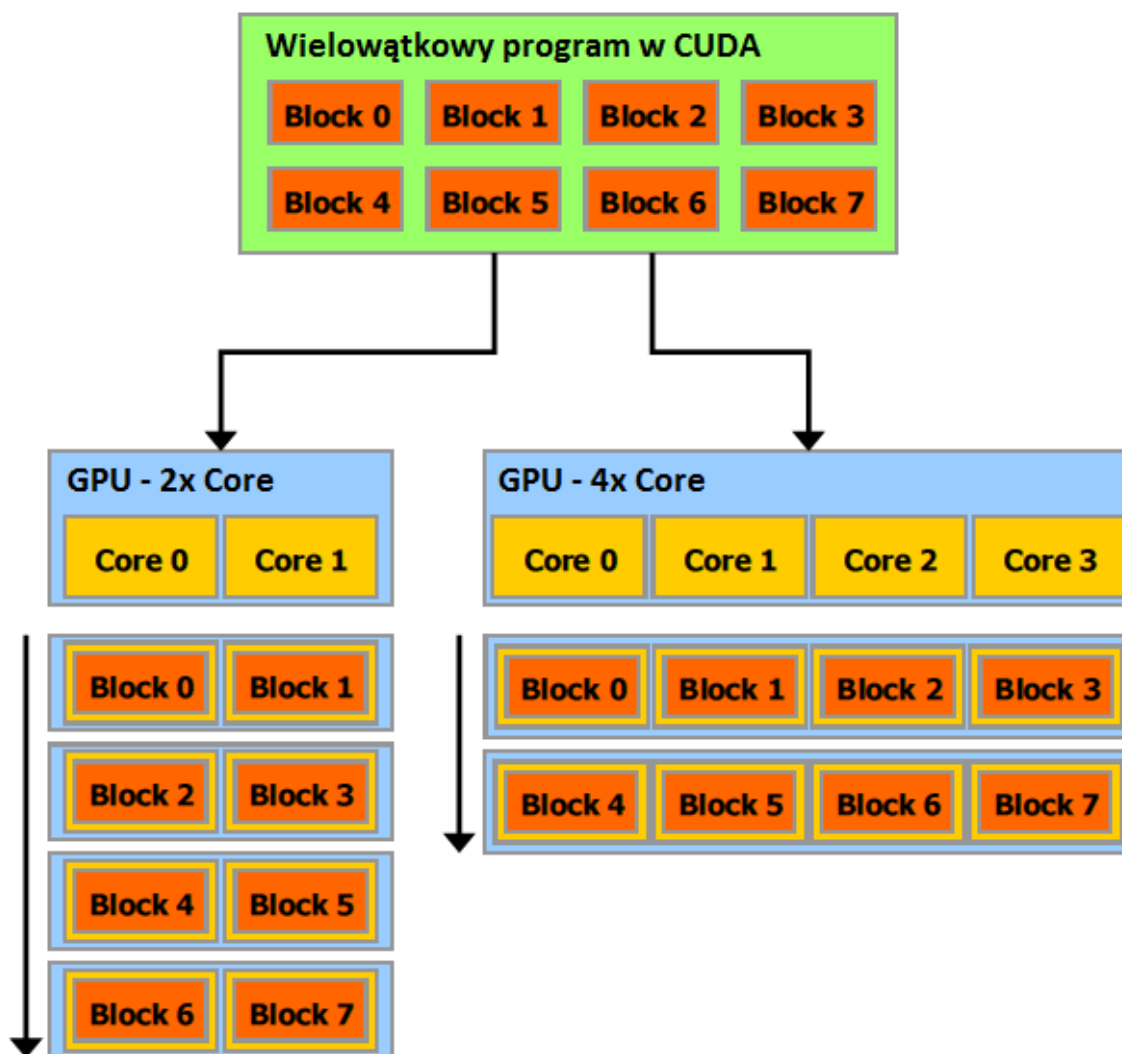 Wielowątkowy program w CUDA
Block 0 Block 1 Block 2 Block 3
Block 4 Block 5 Block 6 Block 7
GPU - 2x Core
Core 0 Core 1
Block 0 Block 1
Block 2 Block 3
Block 4 Block 5
Block 6 Block 7
GPU - 4x Core
Core 0 Core 1 Core 2 Core 3
Block 0 Block 1 Block 2 Block 3
Block 4 Block 5 Block 6 Block 7